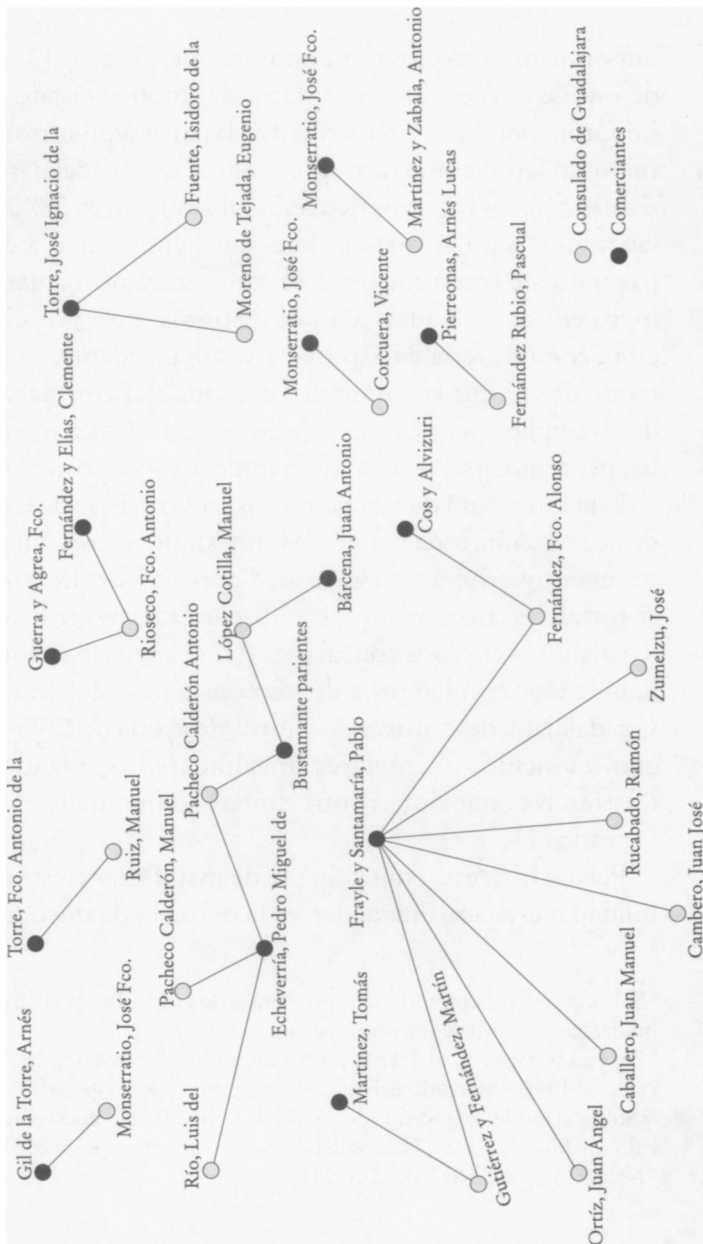 Gil de la Torre, Arnés
Torre, Fco. Antonio de la
Guerra y Agrea, Fco.
Torre, José Ignacio de la
Fernández y Elías, Clemente
Monserratio, José Fco.
Ruiz, Manuel
Rioseco, Fco. Antonio
Fuente, Isidro de la
Pacheco Calderón, Manuel
Río, Luis del
Pacheco Calderón Antonio
López Cotilla, Manuel
Moreno de Tejada, Eugenio
Echeverría, Pedro Miguel de
Bustamante parientes
Bárcena, Juan Antonio
Monserratio, José Fco.
Monserratio, José Fco.
Martínez, Tomás
Frayle y Santamaría, Pablo
Corcuera, Vicente
Cos y Aivizuri
Martínez y Zabala, Antonio
Pierreonas, Arnés Lucas
Gutiérrez y Fernández, Martín
Fernández Rubio, Pascual
Fernández, Fco. Alonso
Ortíz, Juan Ángel
Caballero, Juan Manuel
Rucabado, Ramón
Zumelzu, José
Cambero, Juan José
Consulado de Guadalajara
Comerciantes